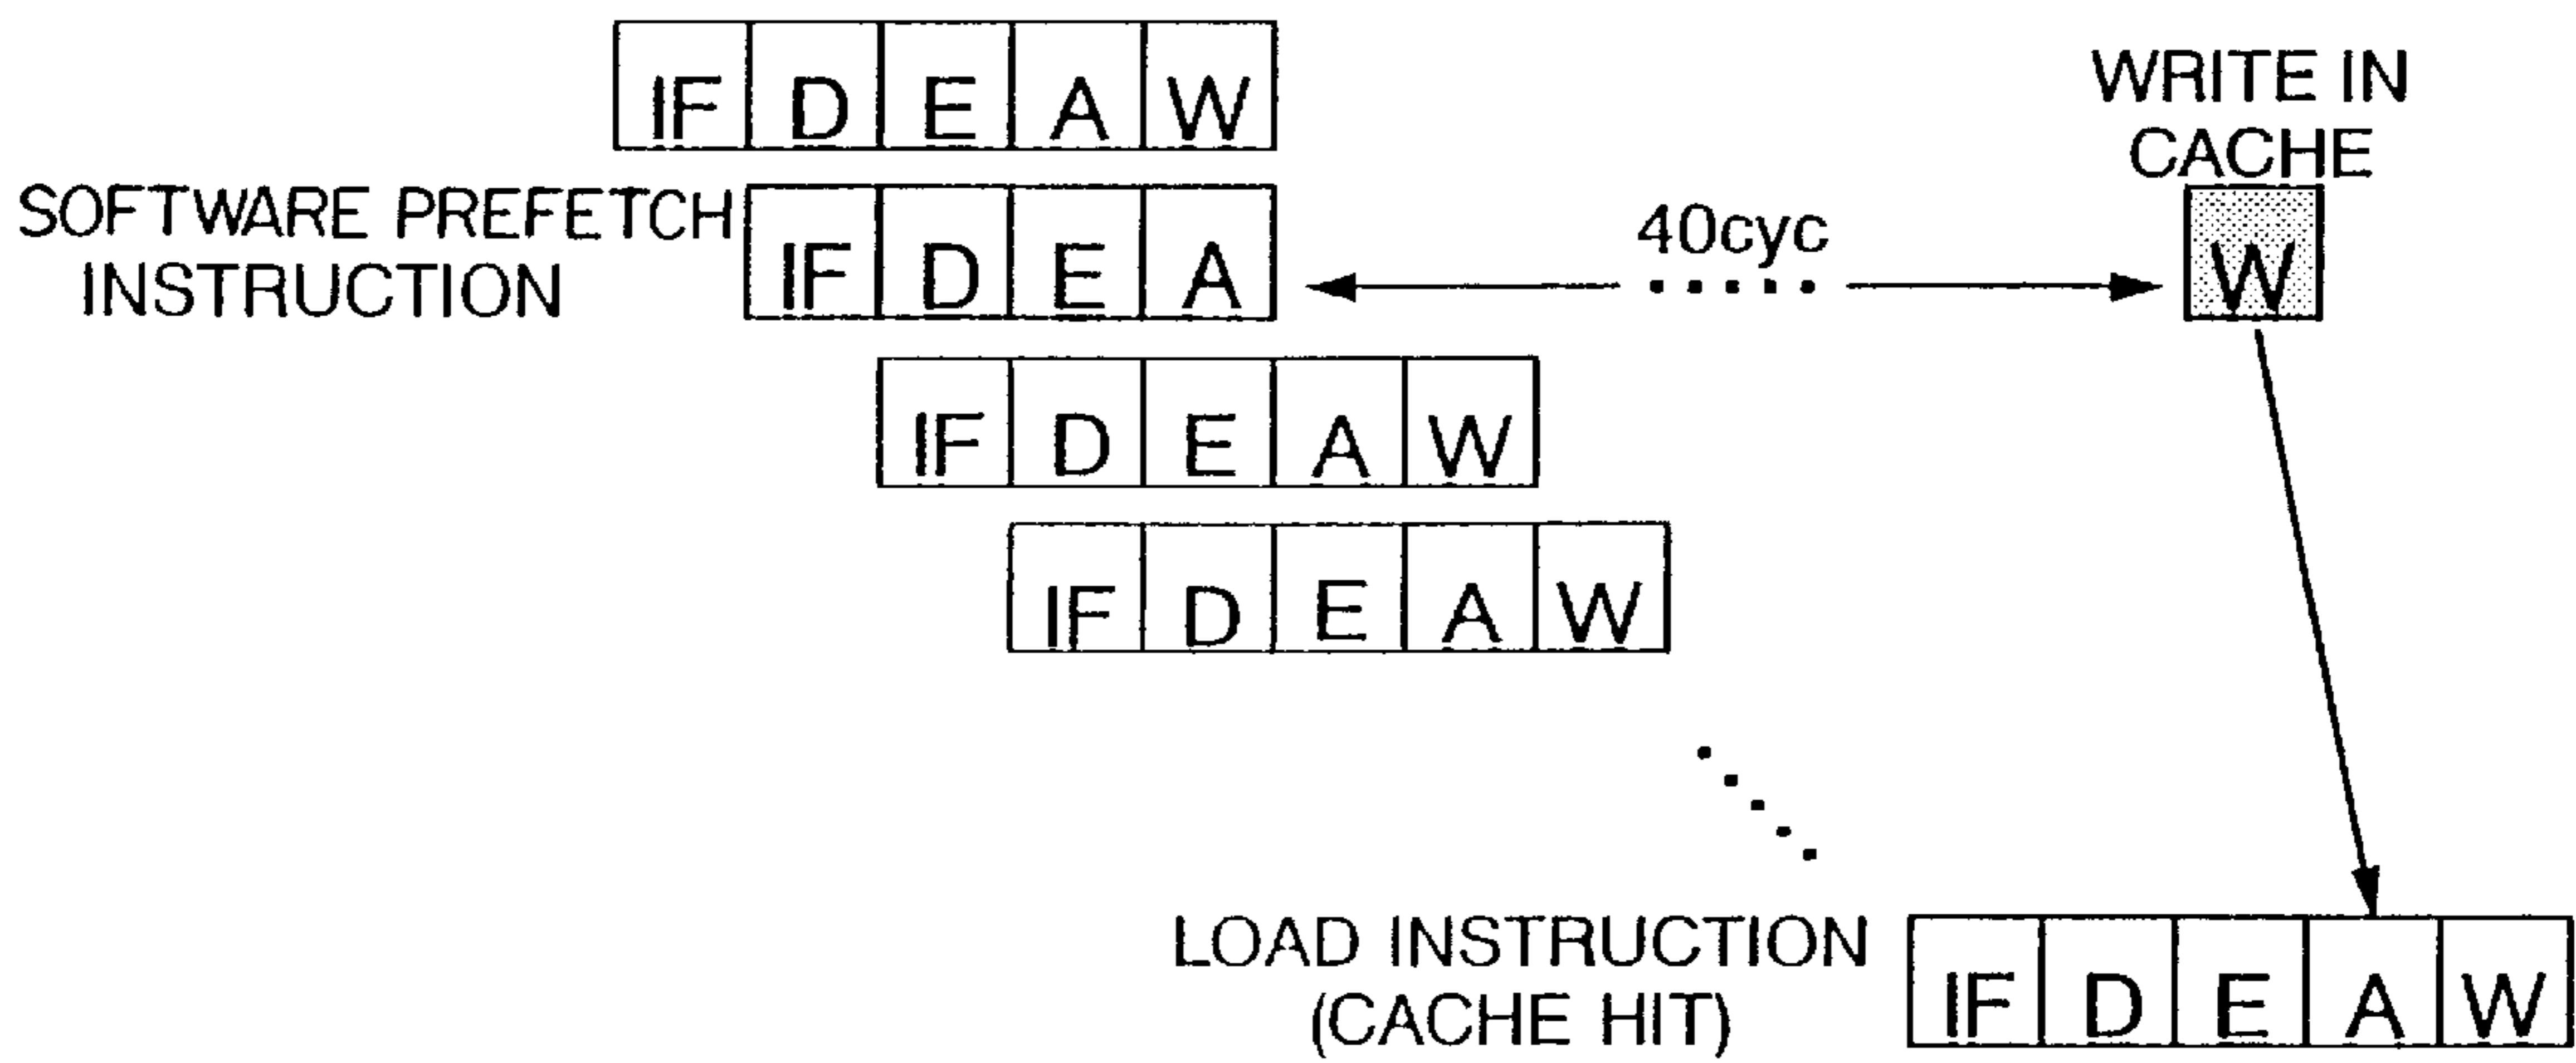 IF D E A W
WRITE IN
CACHE
SOFTWARE PREFETCH
INSTRUCTION
IF D E A
40cyc
W
IF D E A W
IF D E A W
LOAD INSTRUCTION
(CACHE HIT)
IF D E A W